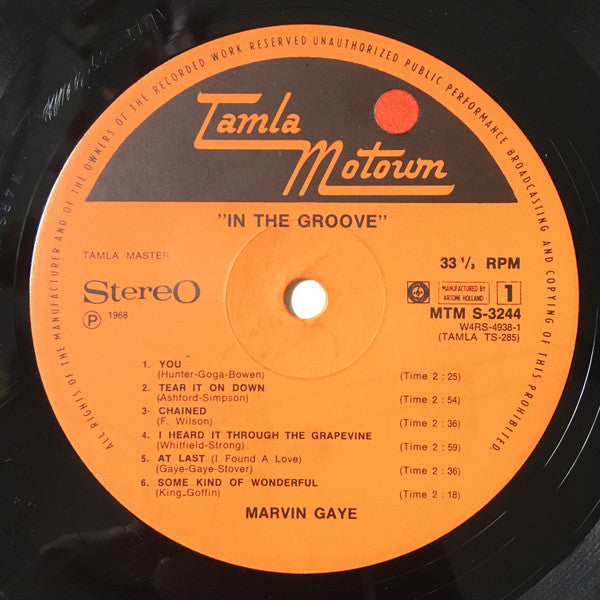 ALL RIGHTS OF THE MANUFACTURER AND OF THE OWNERS OF THE RECORDED WORK RESERVED UNAUTHORIZED PUBLIC PERFORMANCE BROADCASTING AND COPYING OF THIS PROHIBITED.
Tamla
Motown
"IN THE GROOVE"
TAMLA MASTER
33 1/3 RPM
Stereo
MANUFACTURED BY
ARTONE HOLLAND
1
Ⓟ 1968
MTM S-3244
W4RS-4938-1
(TAMLA TS-285)
1. YOU
(Hunter-Goga-Bowen) (Time 2 : 25)
2. TEAR IT ON DOWN
(Ashford-Simpson) (Time 2 : 54)
3- CHAINED
(F. Wilson) (Time 2 : 36)
4. I HEARD IT THROUGH THE GRAPEVINE
(Whitfield-Strong) (Time 2 : 59)
5. AT LAST (I Found A Love)
(Gaye-Gaye-Stover) (Time 2 : 36)
6. SOME KIND OF WONDERFUL
(King-Goffin) (Time 2 : 18)
MARVIN GAYE